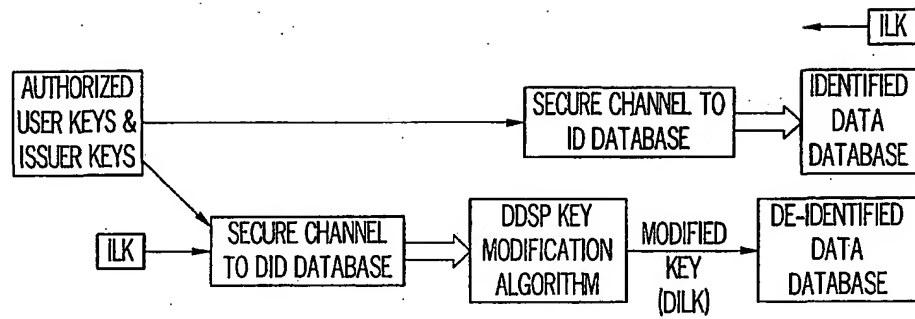 ILK
AUTHORIZED
USER KEYS &
ISSUER KEYS
SECURE CHANNEL TO
ID DATABASE
IDENTIFIED
DATA
DATABASE
ILK
SECURE CHANNEL
TO DID DATABASE
DDSP KEY
MODIFICATION
ALGORITHM
MODIFIED
KEY
(DILK)
DE-IDENTIFIED
DATA
DATABASE